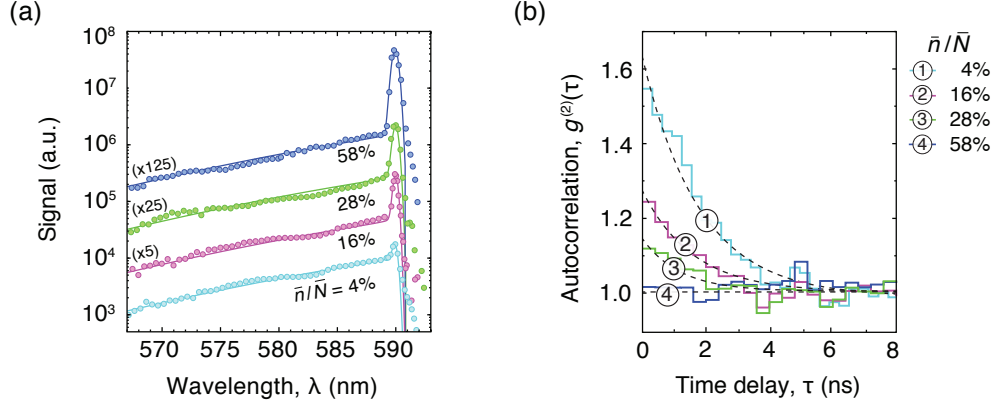 (a)
10⁸
10⁷
10⁶
10⁵
10⁴
10³
Signal (a.u.)
(x125)
58%
(x25)
28%
(x5)
16%
n̄/N̄ = 4%
570 575 580 585 590
Wavelength, λ (nm)
(b)
1.6
1.4
1.2
1.0
Autocorrelation, g⁽²⁾(τ)
1
2
3
4
0 2 4 6 8
Time delay, τ (ns)
n̄/N̄
1 4%
2 16%
3 28%
4 58%